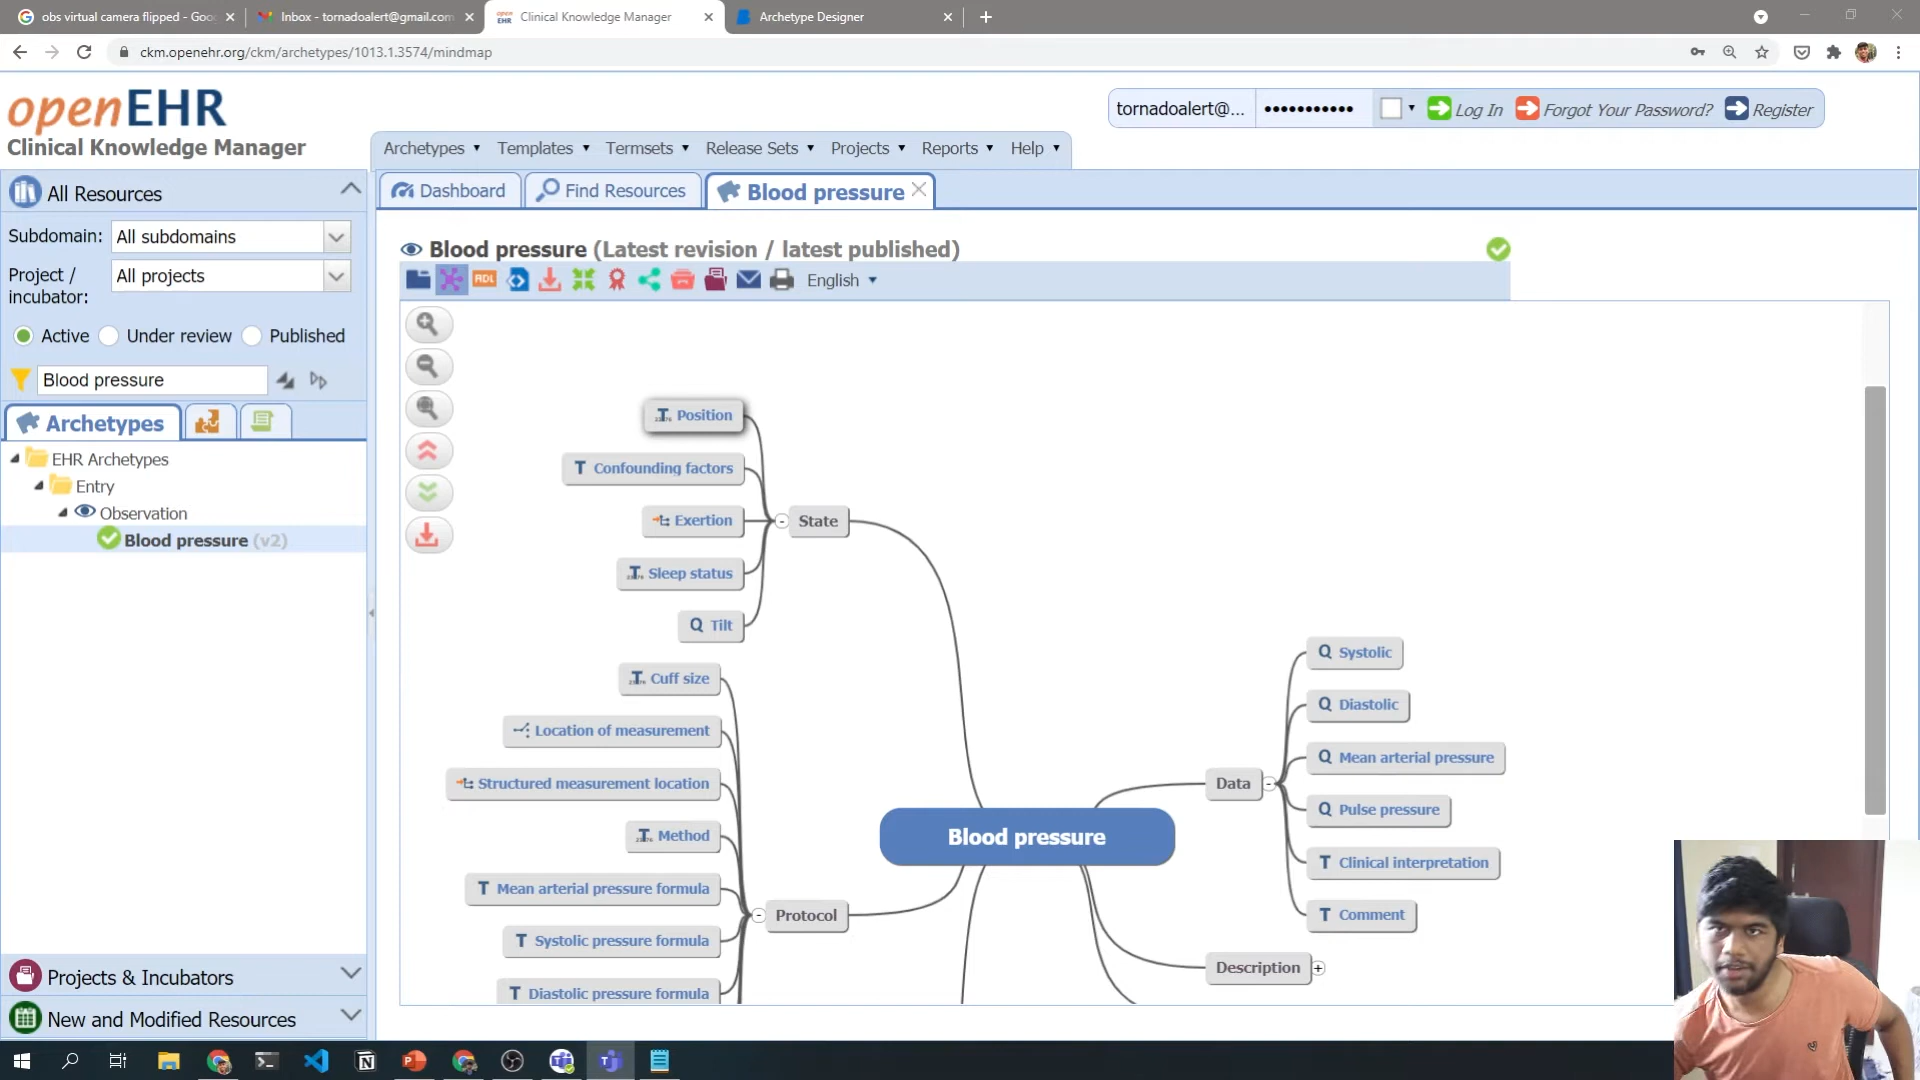 obs virtual camera flipped - Goo
Inbox - tornadoalert@gmail.com
Clinical Knowledge Manager
Archetype Designer
ckm.openehr.org/ckm/archetypes/1013.1.3574/mindmap
openEHR
Clinical Knowledge Manager
tornadoalert@...
Log In
Forgot Your Password?
Register
Archetypes
Templates
Termsets
Release Sets
Projects
Reports
Help
All Resources
Dashboard
Find Resources
Blood pressure
Subdomain:
All subdomains
Project / incubator:
All projects
Active
Under review
Published
Blood pressure
Archetypes
EHR Archetypes
Entry
Observation
Blood pressure (v2)
Projects & Incubators
New and Modified Resources
Blood pressure (Latest revision / latest published)
ADL
English
Position
Confounding factors
Exertion
Sleep status
Tilt
State
Cuff size
Location of measurement
Structured measurement location
Method
Mean arterial pressure formula
Systolic pressure formula
Diastolic pressure formula
Protocol
Blood pressure
Data
Systolic
Diastolic
Mean arterial pressure
Pulse pressure
Clinical interpretation
Comment
Description